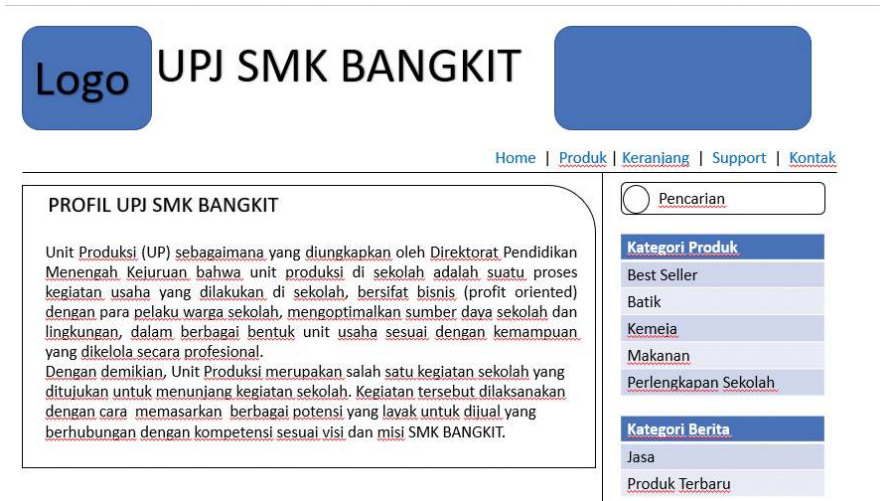 Logo
UPJ SMK BANGKIT
Home | Produk | Keranjang | Support | Kontak
PROFIL UPJ SMK BANGKIT
Unit Produksi (UP) sebagaimana yang diungkapkan oleh Direktorat Pendidikan
Menengah Kejuruan bahwa unit produksi di sekolah adalah suatu proses
kegiatan usaha yang dilakukan di sekolah, bersifat bisnis (profit oriented)
dengan para pelaku warga sekolah, mengoptimalkan sumber daya sekolah dan
lingkungan, dalam berbagai bentuk unit usaha sesuai dengan kemampuan
yang dikelola secara profesional.
Dengan demikian, Unit Produksi merupakan salah satu kegiatan sekolah yang
ditujukan untuk menunjang kegiatan sekolah. Kegiatan tersebut dilaksanakan
dengan cara memasarkan berbagai potensi yang layak untuk dijual yang
berhubungan dengan kompetensi sesuai visi dan misi SMK BANGKIT.
Pencarian
Kategori Produk
Best Seller
Batik
Kemeja
Makanan
Perlengkapan Sekolah
Kategori Berita
Jasa
Produk Terbaru